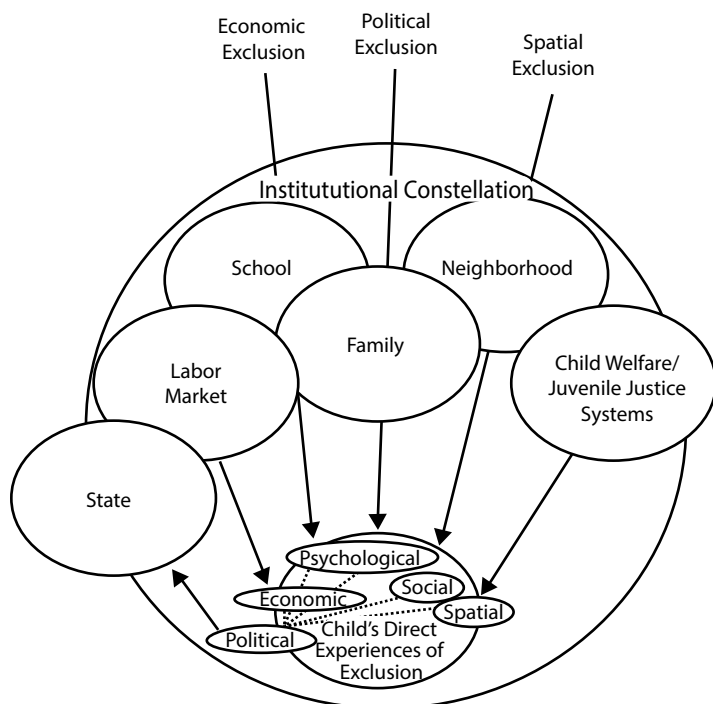 Economic
Exclusion
Political
Exclusion
Spatial
Exclusion
Institututional Constellation
School
Neighborhood
Family
Labor
Market
Child Welfare/
Juvenile Justice
Systems
State
Psychological
Social
Economic
Spatial
Political
Child's Direct
Experiences of
Exclusion